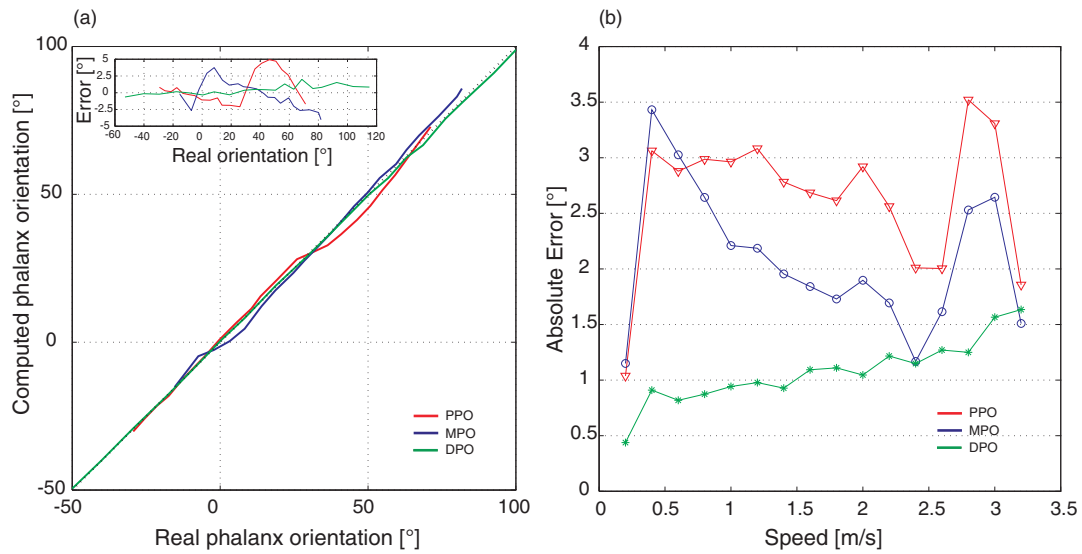 (a)
100
50
0
-50
-50
0
50
100
Computed phalanx orientation [°]
Real phalanx orientation [°]
5
2.5
0
-2.5
-5
-60
-40
-20
0
20
40
60
80
100
120
Error [°]
Real orientation [°]
PPO
MPO
DPO
(b)
4
3.5
3
2.5
2
1.5
1
0.5
0
0
0.5
1
1.5
2
2.5
3
3.5
Absolute Error [°]
Speed [m/s]
PPO
MPO
DPO